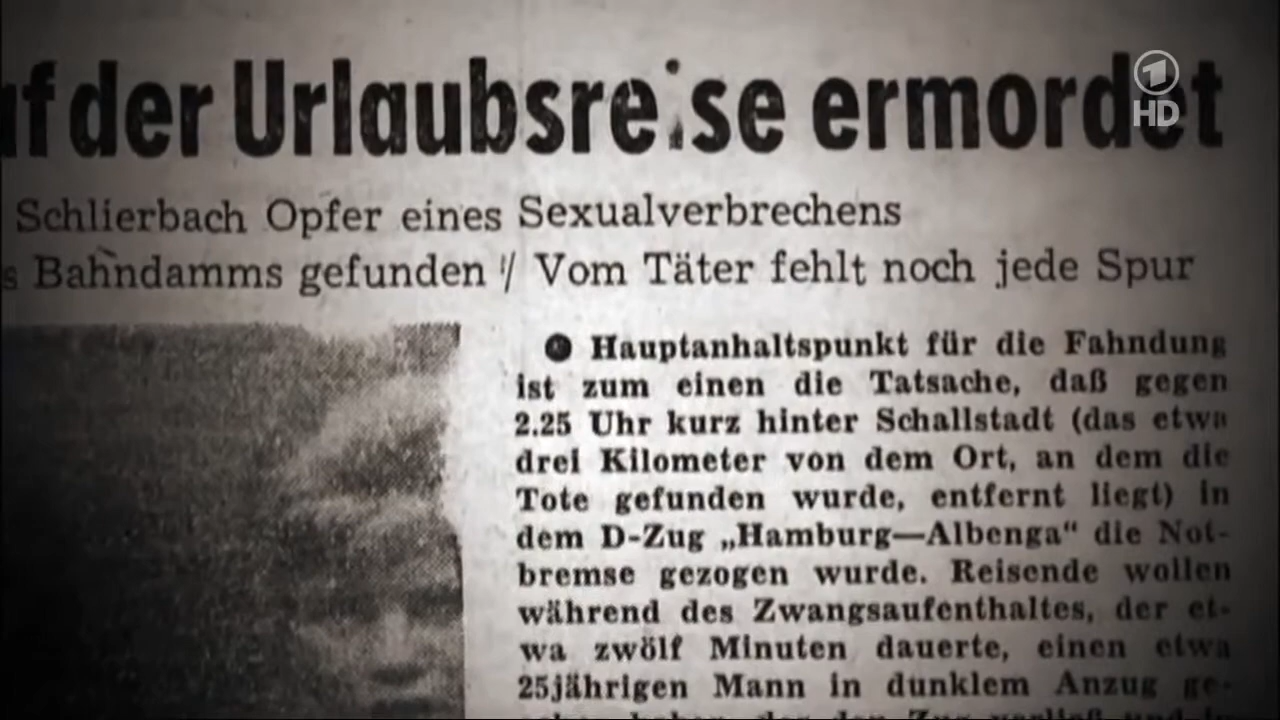 auf der Urlaubsreise ermordet
Schlierbach Opfer eines Sexualverbrechens
s Bahndamms gefunden // Vom Täter fehlt noch jede Spur
● Hauptanhaltspunkt für die Fahndung
ist zum einen die Tatsache, daß gegen
2.25 Uhr kurz hinter Schallstadt (das etwa
drei Kilometer von dem Ort, an dem die
Tote gefunden wurde, entfernt liegt) in
dem D-Zug „Hamburg—Albenga“ die Not-
bremse gezogen wurde. Reisende wollen
während des Zwangsaufenthaltes, der et-
wa zwölf Minuten dauerte, einen etwa
25jährigen Mann in dunklem Anzug ge-
1
HD